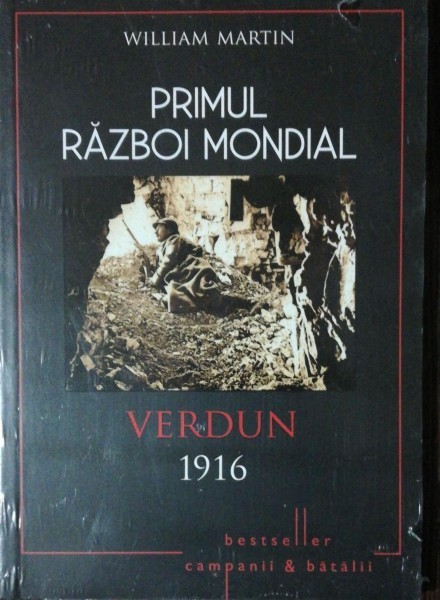 WILLIAM MARTIN
PRIMUL
RĂZBOI MONDIAL
VERDUN
1916
bestseller
campanii & bătălii